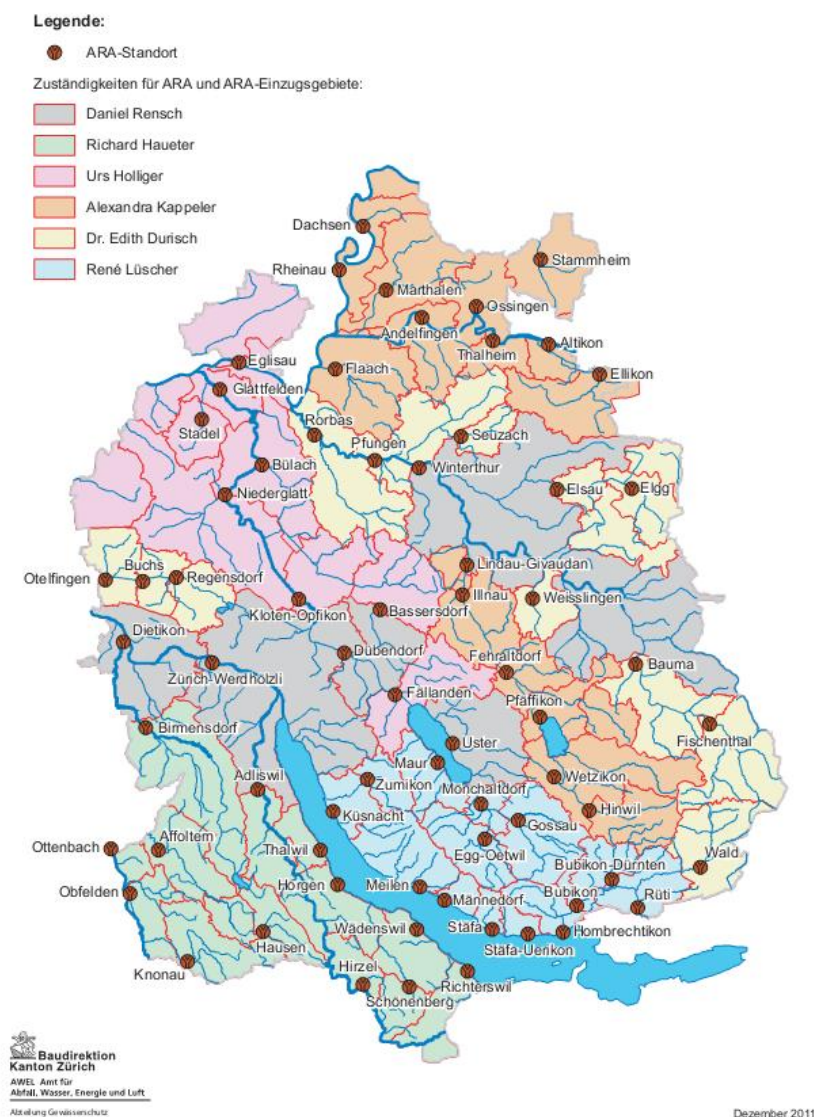 Legende:
ARA-Standort
Zuständigkeiten für ARA und ARA-Einzugsgebiete:
Daniel Rensch
Richard Haueter
Urs Holliger
Alexandra Kappeler
Dr. Edith Durisch
René Lüscher
Dachsen
Stammheim
Rheinau
Marthalen
Ossingen
Andelfingen
Altikon
Thalheim
Eglisau
Flaach
Ellikon
Glattfelden
Stadel
Rorbas
Seuzach
Pfungen
Bülach
Winterthur
Niederglatt
Elsau
Elgg
Lindau-Givaudan
Otelfingen
Buchs
Regensdorf
Illnau
Weisslingen
Kloten-Opfikon
Bassersdorf
Dietikon
Dübendorf
Fehraltdorf
Bauma
Zürich-Werdhölzli
Fällanden
Pfäffikon
Birmensdorf
Uster
Fischenthal
Maur
Zumikon
Wetzikon
Adliswil
Mönchaltdorf
Küsnacht
Gossau
Hinwil
Ottenbach
Affoltern
Thalwil
Egg-Oetwil
Bubikon-Dürnten
Wald
Obfelden
Horgen
Meilen
Männedorf
Bubikon
Rüti
Hausen
Wädenswil
Stäfa
Stäfa-Uerikon
Hombrechtikon
Knonau
Hirzel
Schönenberg
Richterswil
Baudirektion
Kanton Zürich
AWEL Amt für
Abfall, Wasser, Energie und Luft
Abteilung Gewässerschutz
Dezember 2011